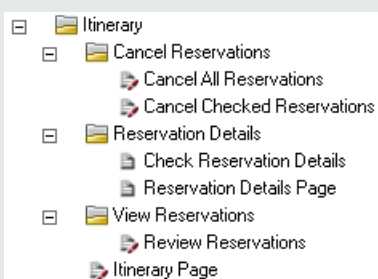 Itinerary
Cancel Reservations
Cancel All Reservations
Cancel Checked Reservations
Reservation Details
Check Reservation Details
Reservation Details Page
View Reservations
Review Reservations
Itinerary Page